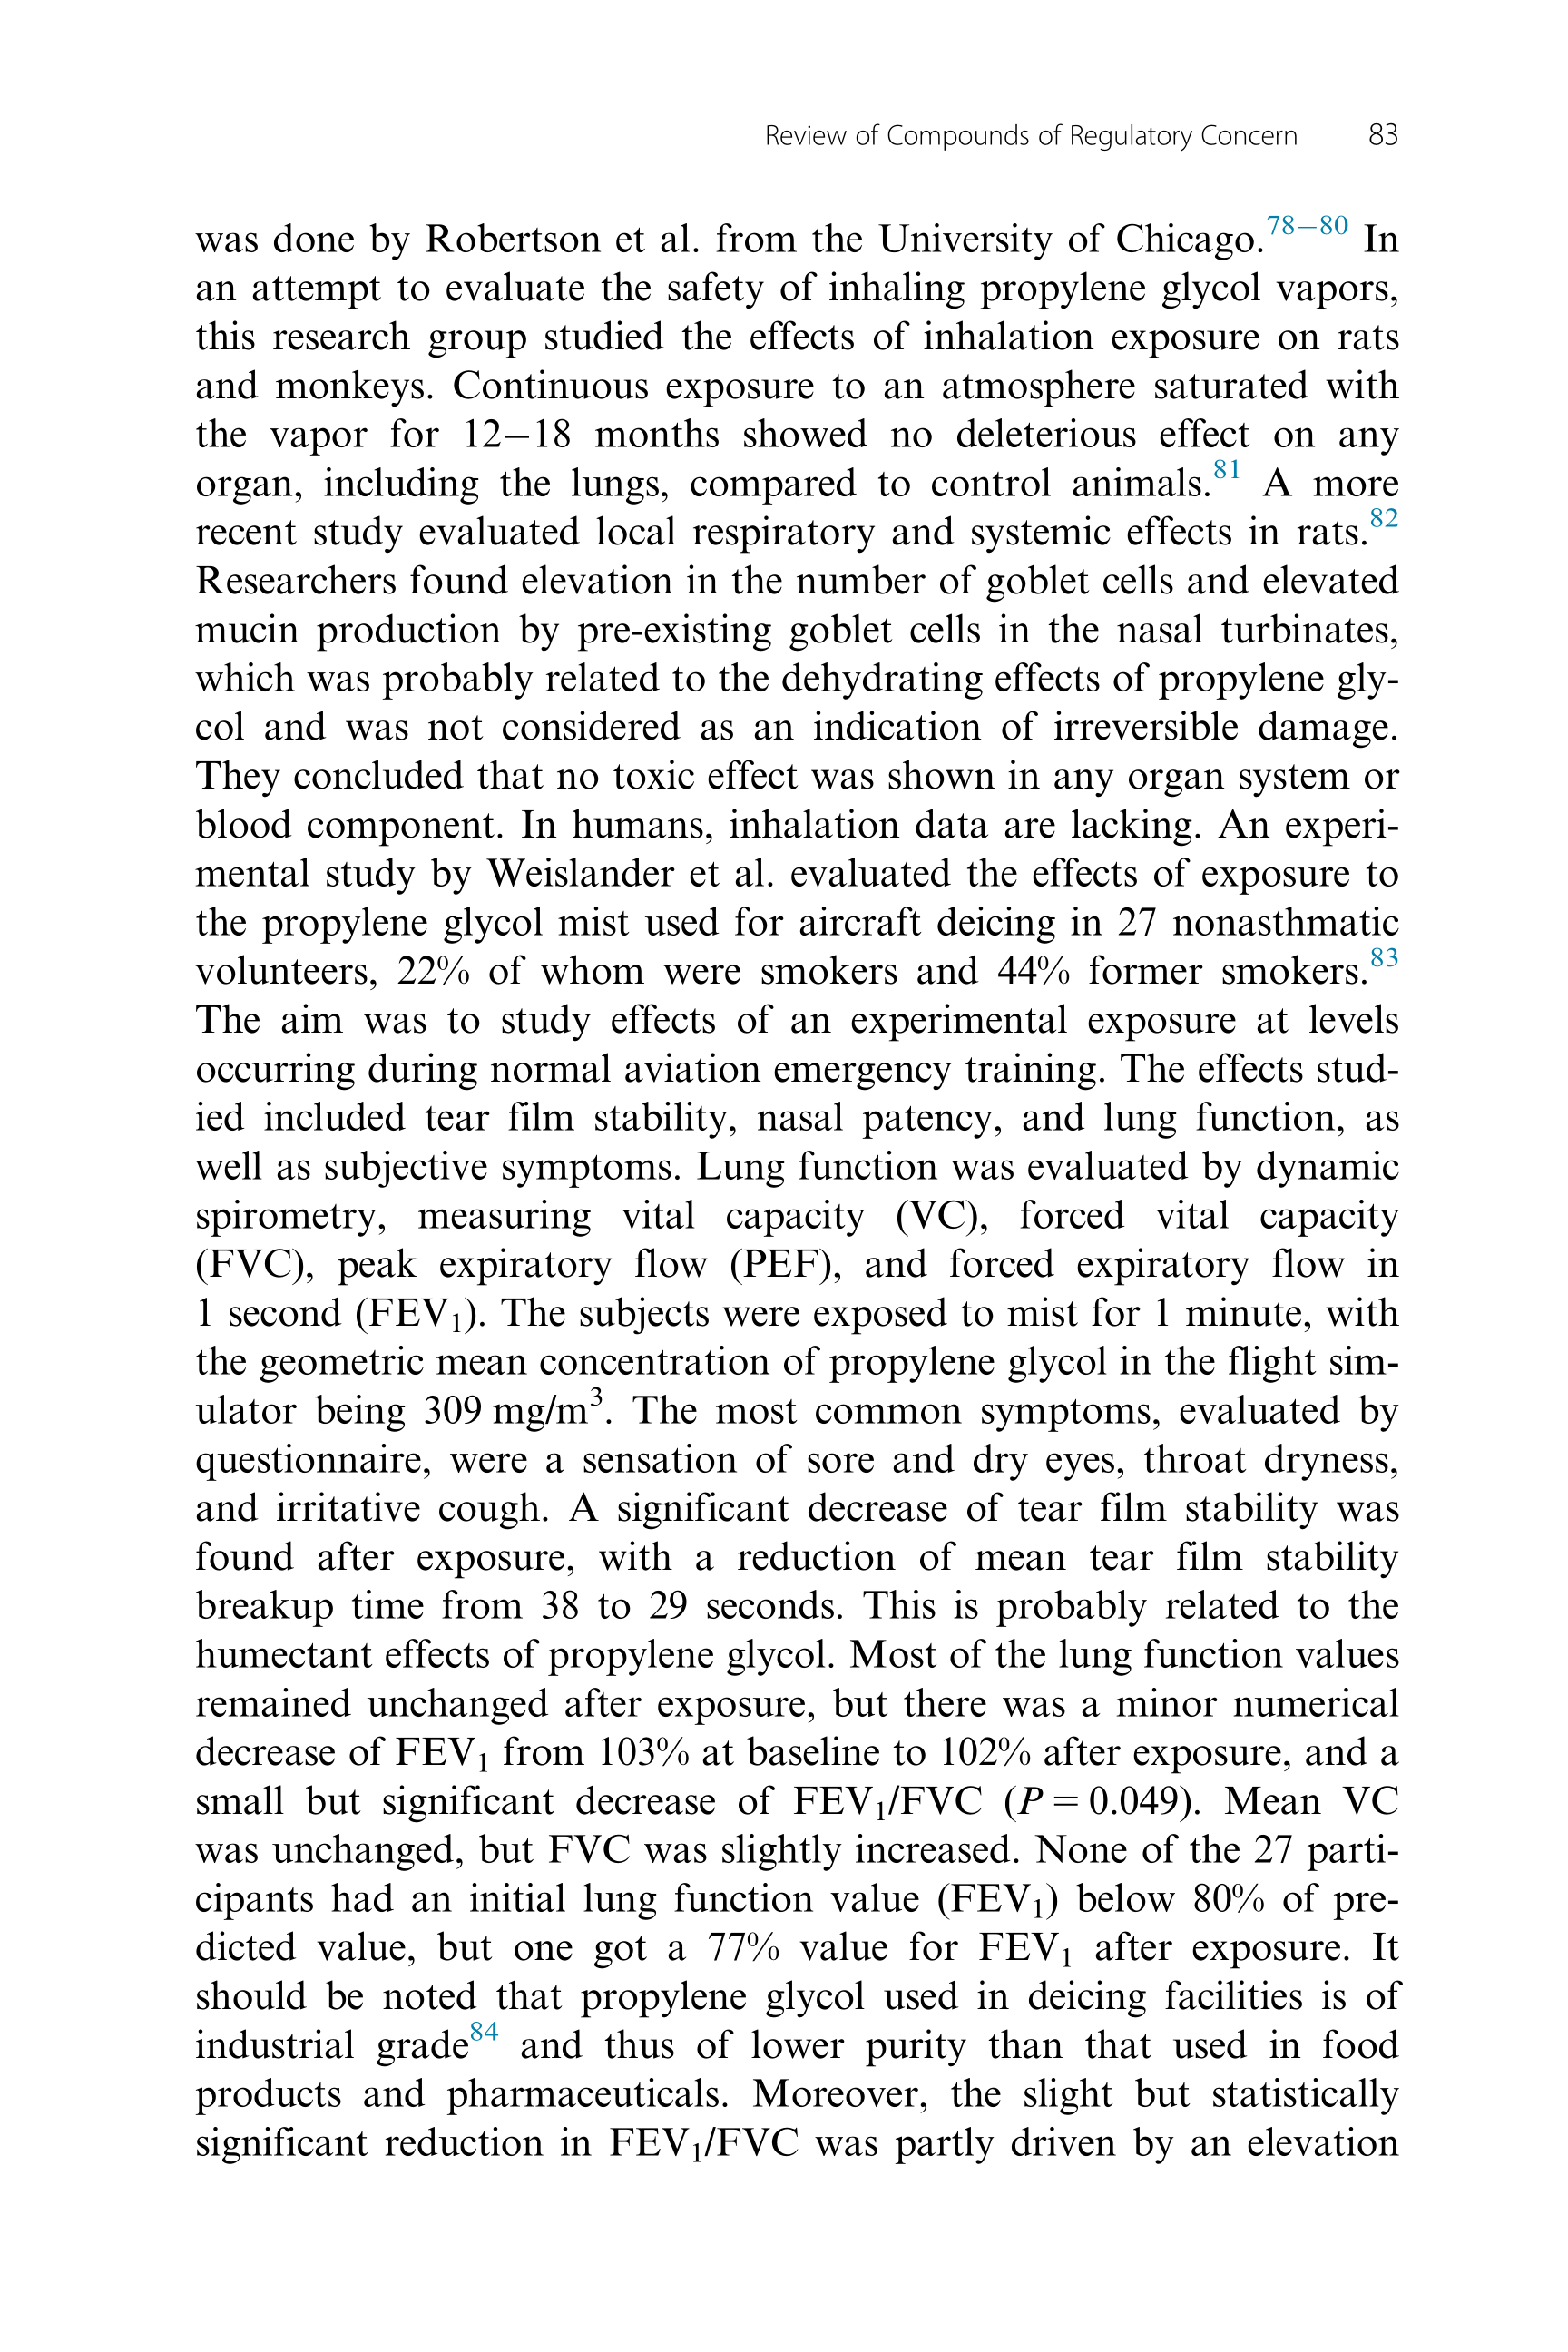 Review of Compounds of Regulatory Concern 83
was done by Robertson et al. from the University of Chicago.78–80 In
an attempt to evaluate the safety of inhaling propylene glycol vapors,
this research group studied the effects of inhalation exposure on rats
and monkeys. Continuous exposure to an atmosphere saturated with
the vapor for 12–18 months showed no deleterious effect on any
organ, including the lungs, compared to control animals.81 A more
recent study evaluated local respiratory and systemic effects in rats.82
Researchers found elevation in the number of goblet cells and elevated
mucin production by pre-existing goblet cells in the nasal turbinates,
which was probably related to the dehydrating effects of propylene gly-
col and was not considered as an indication of irreversible damage.
They concluded that no toxic effect was shown in any organ system or
blood component. In humans, inhalation data are lacking. An experi-
mental study by Weislander et al. evaluated the effects of exposure to
the propylene glycol mist used for aircraft deicing in 27 nonasthmatic
volunteers, 22% of whom were smokers and 44% former smokers.83
The aim was to study effects of an experimental exposure at levels
occurring during normal aviation emergency training. The effects stud-
ied included tear film stability, nasal patency, and lung function, as
well as subjective symptoms. Lung function was evaluated by dynamic
spirometry, measuring vital capacity (VC), forced vital capacity
(FVC), peak expiratory flow (PEF), and forced expiratory flow in
1 second (FEV1). The subjects were exposed to mist for 1 minute, with
the geometric mean concentration of propylene glycol in the flight sim-
ulator being 309 mg/m3. The most common symptoms, evaluated by
questionnaire, were a sensation of sore and dry eyes, throat dryness,
and irritative cough. A significant decrease of tear film stability was
found after exposure, with a reduction of mean tear film stability
breakup time from 38 to 29 seconds. This is probably related to the
humectant effects of propylene glycol. Most of the lung function values
remained unchanged after exposure, but there was a minor numerical
decrease of FEV1 from 103% at baseline to 102% after exposure, and a
small but significant decrease of FEV1/FVC (P = 0.049). Mean VC
was unchanged, but FVC was slightly increased. None of the 27 parti-
cipants had an initial lung function value (FEV1) below 80% of pre-
dicted value, but one got a 77% value for FEV1 after exposure. It
should be noted that propylene glycol used in deicing facilities is of
industrial grade84 and thus of lower purity than that used in food
products and pharmaceuticals. Moreover, the slight but statistically
significant reduction in FEV1/FVC was partly driven by an elevation